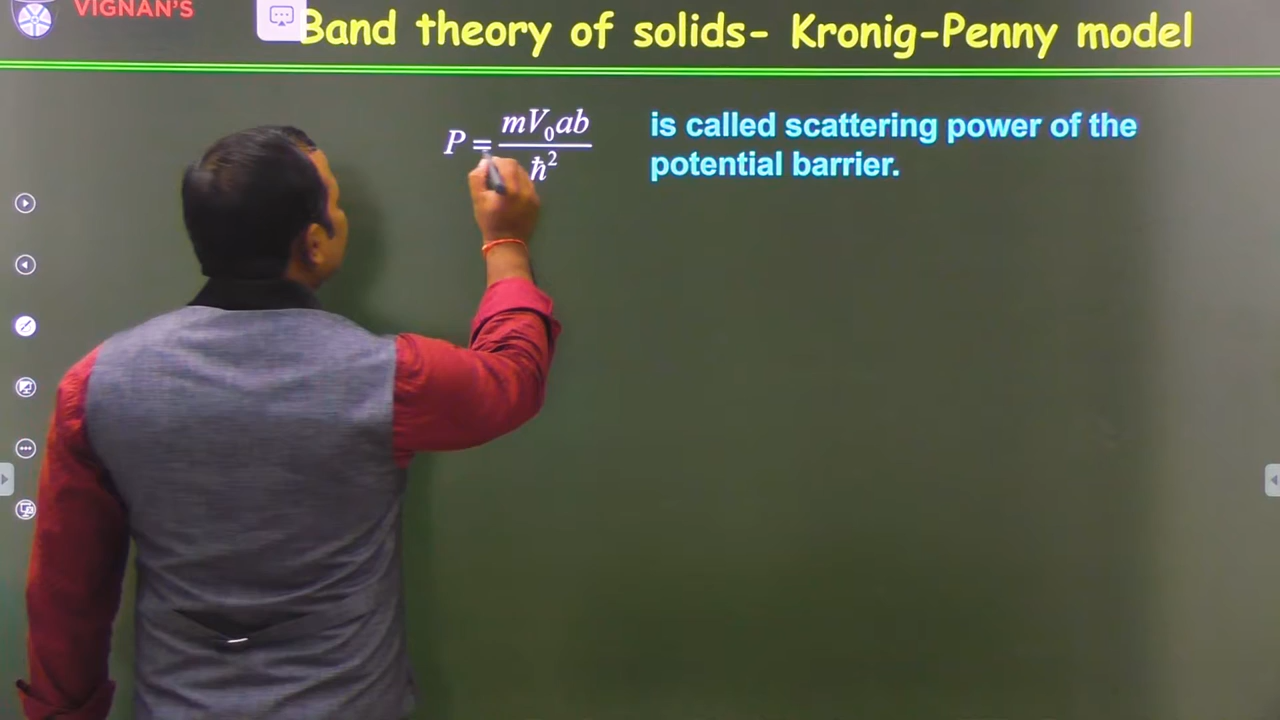 VIGNAN'S
Band theory of solids- Kronig-Penny model
P = mV₀ab / ħ²
is called scattering power of the
potential barrier.